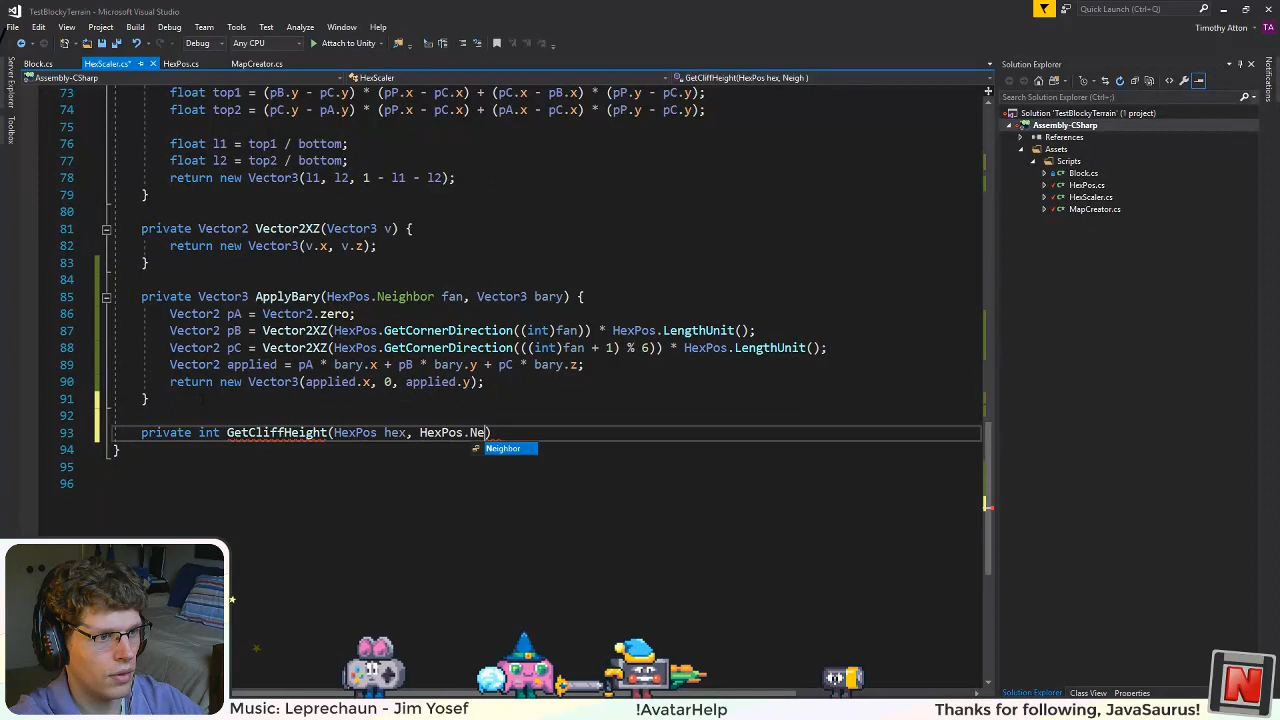 TestBlockyTerrain - Microsoft Visual Studio
Quick Launch (Ctrl+Q)
File Edit View Project Build Debug Team Tools Test Analyze Window Help
Timothy Atton TA
Debug Any CPU Attach to Unity
Server Explorer
Toolbox
Block.cs HexScaler.cs* HexPos.cs MapCreator.cs
Assembly-CSharp HexScaler GetCliffHeight(HexPos hex, Neigh )
73 float top1 = (pB.y - pC.y) * (pP.x - pC.x) + (pC.x - pB.x) * (pP.y - pC.y);
74 float top2 = (pC.y - pA.y) * (pP.x - pC.x) + (pA.x - pC.x) * (pP.y - pC.y);
75
76 float l1 = top1 / bottom;
77 float l2 = top2 / bottom;
78 return new Vector3(l1, l2, 1 - l1 - l2);
79 }
80
81 private Vector2 Vector2XZ(Vector3 v) {
82 return new Vector3(v.x, v.z);
83 }
84
85 private Vector3 ApplyBary(HexPos.Neighbor fan, Vector3 bary) {
86 Vector2 pA = Vector2.zero;
87 Vector2 pB = Vector2XZ(HexPos.GetCornerDirection((int)fan)) * HexPos.LengthUnit();
88 Vector2 pC = Vector2XZ(HexPos.GetCornerDirection(((int)fan + 1) % 6)) * HexPos.LengthUnit();
89 Vector2 applied = pA * bary.x + pB * bary.y + pC * bary.z;
90 return new Vector3(applied.x, 0, applied.y);
91 }
92
93 private int GetCliffHeight(HexPos hex, HexPos.Ne)
Neighbor
94 }
95
96
Solution Explorer
Search Solution Explorer (Ctrl+;)
Solution 'TestBlockyTerrain' (1 project)
Assembly-CSharp
References
Assets
Scripts
Block.cs
HexPos.cs
HexScaler.cs
MapCreator.cs
Notifications
Solution Explorer Class View Properties
Music: Leprechaun - Jim Yosef
!AvatarHelp
Thanks for following, JavaSaurus!
N